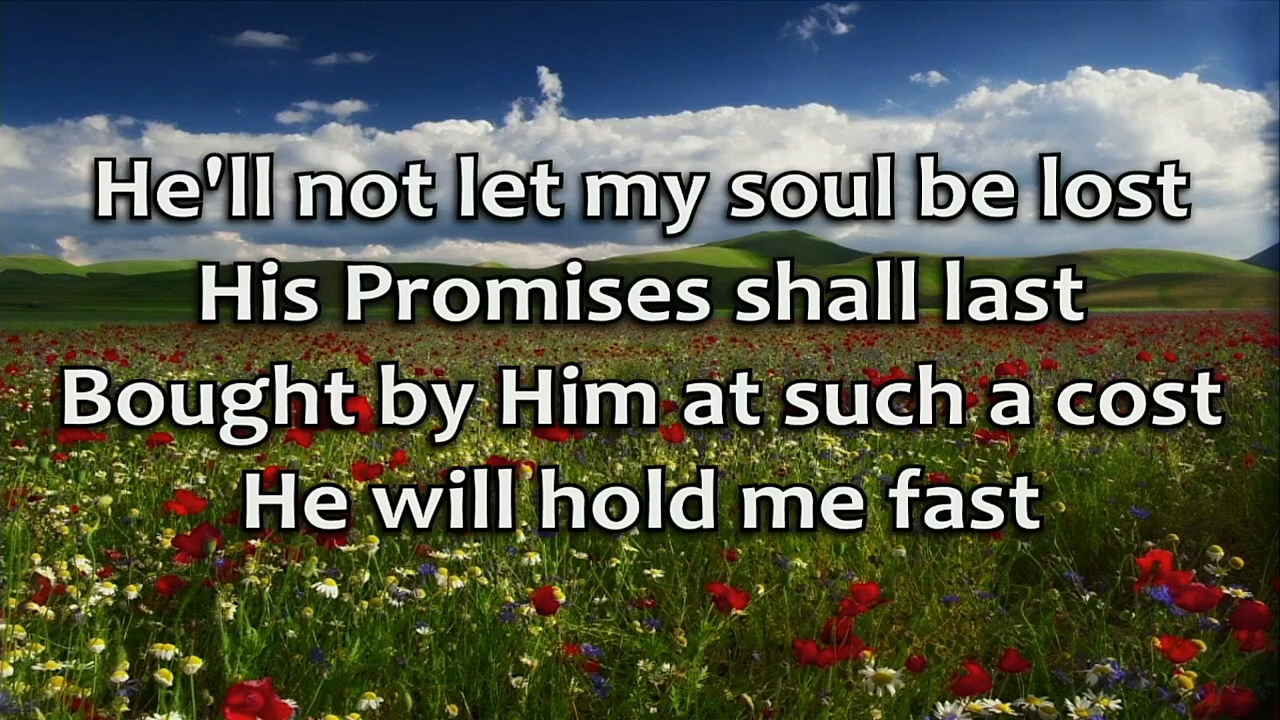 He'll not let my soul be lost
His Promises shall last
Bought by Him at such a cost
He will hold me fast